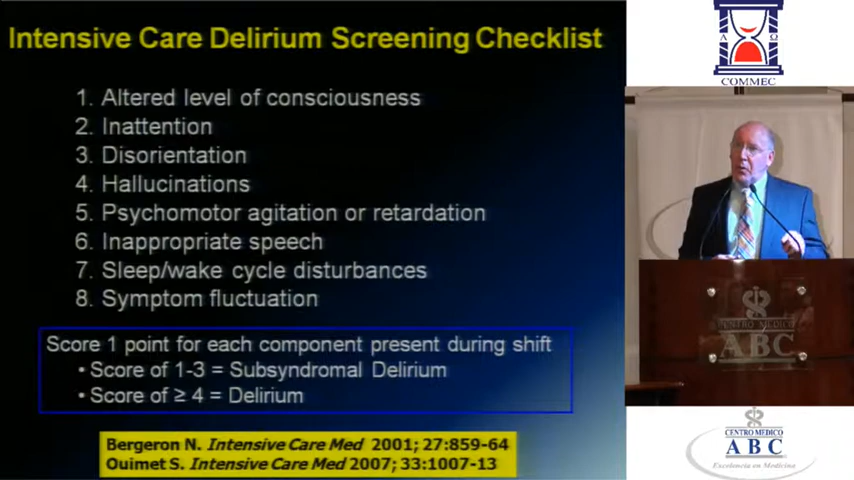 Intensive Care Delirium Screening Checklist
1. Altered level of consciousness
2. Inattention
3. Disorientation
4. Hallucinations
5. Psychomotor agitation or retardation
6. Inappropriate speech
7. Sleep/wake cycle disturbances
8. Symptom fluctuation
Score 1 point for each component present during shift
• Score of 1-3 = Subsyndromal Delirium
• Score of ≥ 4 = Delirium
Bergeron N. Intensive Care Med 2001; 27:859-64
Ouimet S. Intensive Care Med 2007; 33:1007-13
A Ω
COMMEC
CENTRO MEDICO
ABC
CENTRO MEDICO
ABC
Excelencia en Medicina